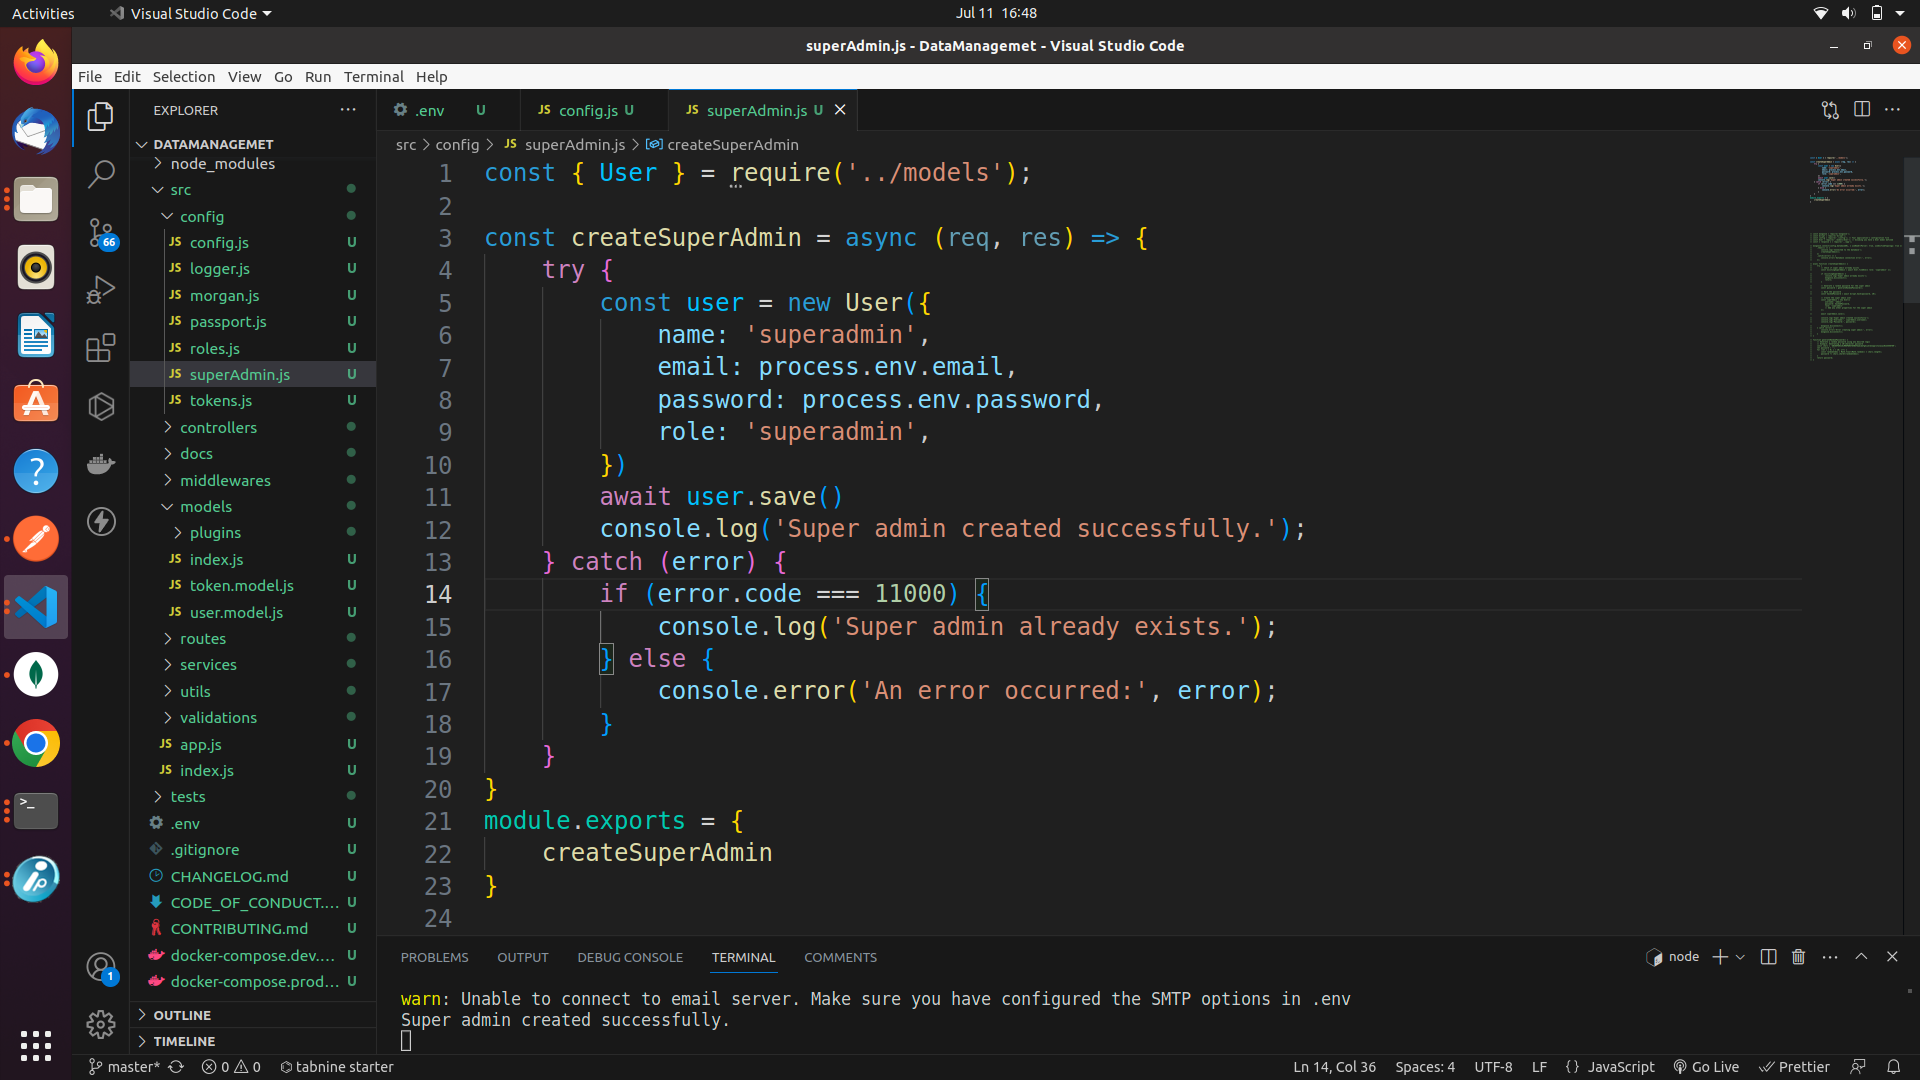 Activities
Visual Studio Code
Jul 11 16:48
superAdmin.js - DataManagemet - Visual Studio Code
File Edit Selection View Go Run Terminal Help
EXPLORER
DATAMANAGEMET
node_modules
src
config
JS config.js U
JS logger.js U
JS morgan.js U
JS passport.js U
JS roles.js U
JS superAdmin.js U
JS tokens.js U
controllers
docs
middlewares
models
plugins
JS index.js U
JS token.model.js U
JS user.model.js U
routes
services
utils
validations
JS app.js U
JS index.js U
tests
.env U
.gitignore U
CHANGELOG.md U
CODE_OF_CONDUCT.... U
CONTRIBUTING.md U
docker-compose.dev.... U
docker-compose.prod... U
OUTLINE
TIMELINE
66
1
.env U
JS config.js U
JS superAdmin.js U
src > config > JS superAdmin.js > createSuperAdmin
1 const { User } = require('../models');
2
3 const createSuperAdmin = async (req, res) => {
4 try {
5 const user = new User({
6 name: 'superadmin',
7 email: process.env.email,
8 password: process.env.password,
9 role: 'superadmin',
10 })
11 await user.save()
12 console.log('Super admin created successfully.');
13 } catch (error) {
14 if (error.code === 11000) {
15 console.log('Super admin already exists.');
16 } else {
17 console.error('An error occurred:', error);
18 }
19 }
20 }
21 module.exports = {
22 createSuperAdmin
23 }
24
PROBLEMS OUTPUT DEBUG CONSOLE TERMINAL COMMENTS
node
warn: Unable to connect to email server. Make sure you have configured the SMTP options in .env
Super admin created successfully.
master* 0 0 tabnine starter
Ln 14, Col 36 Spaces: 4 UTF-8 LF {} JavaScript Go Live Prettier